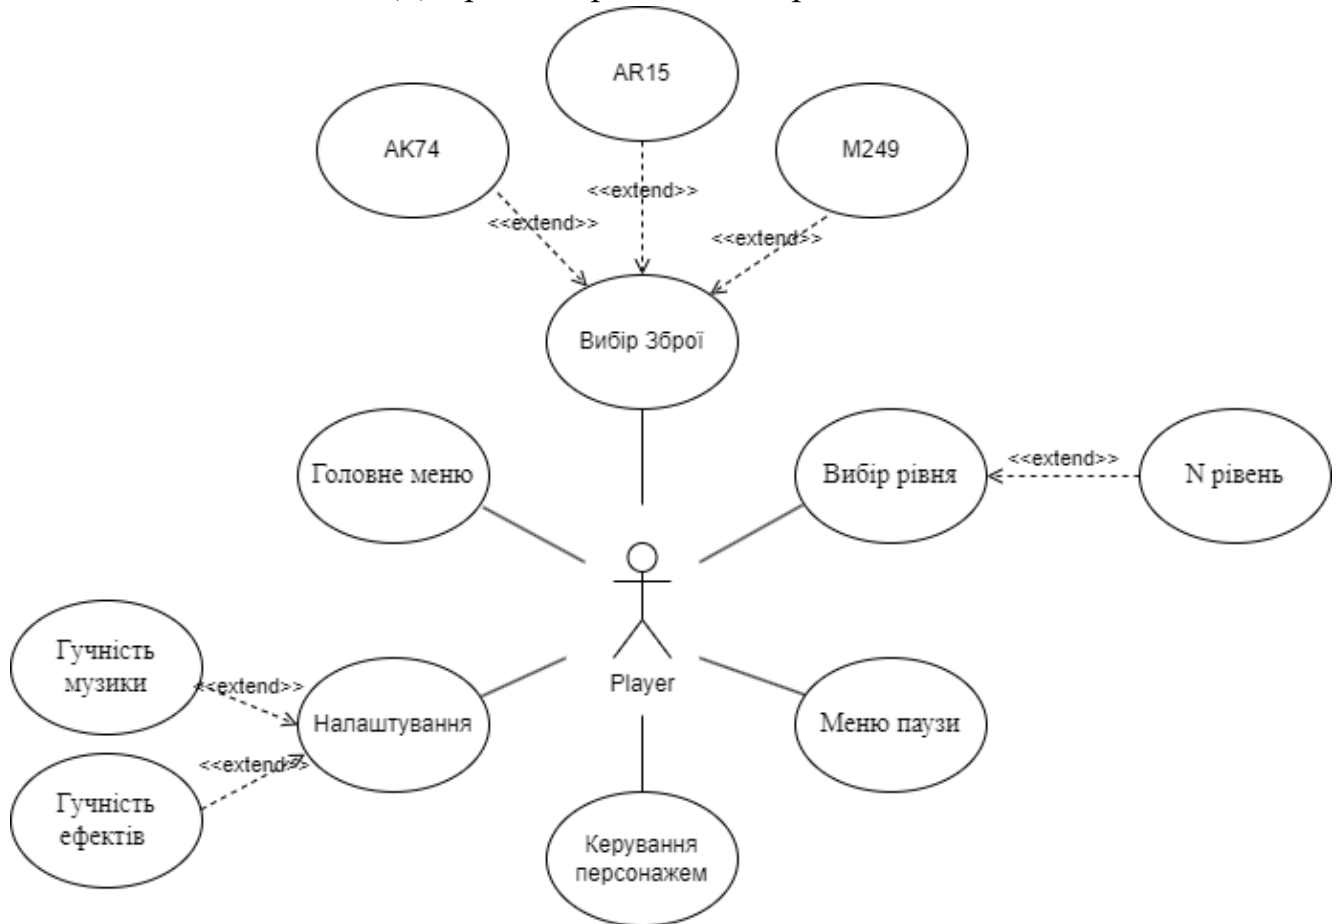 AR15
AK74
M249
<<extend>>
<<extend>>
<<extend>>
Вибір Зброї
Головне меню
Вибір рівня
<<extend>>
N рівень
Гучність
музики
<<extend>>
Player
Налаштування
Меню паузи
<<extend>>
Гучність
ефектів
Керування
персонажем